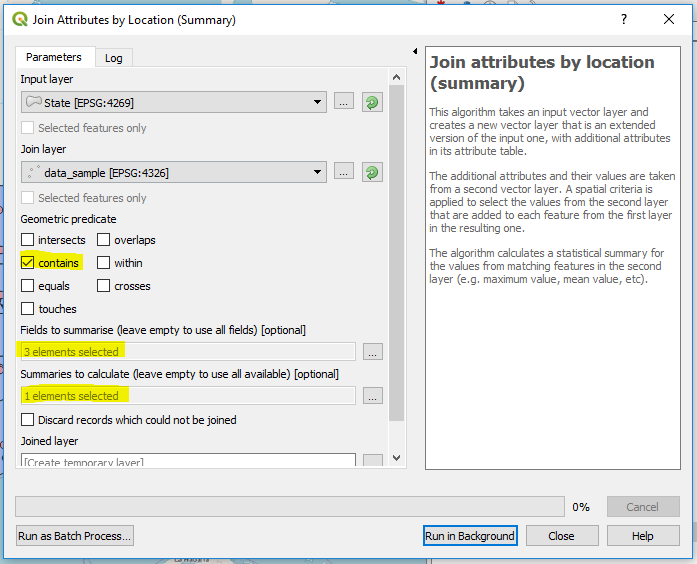 Join Attributes by Location (Summary)
Parameters
Log
Input layer
State [EPSG:4269]
...
Selected features only
Join layer
data_sample [EPSG:4326]
...
Selected features only
Geometric predicate
intersects
overlaps
contains
within
equals
crosses
touches
Fields to summarise (leave empty to use all fields) [optional]
3 elements selected
...
Summaries to calculate (leave empty to use all available) [optional]
1 elements selected
...
Discard records which could not be joined
Joined layer
[Create temporary layer]
Join attributes by location
(summary)
This algorithm takes an input vector layer and
creates a new vector layer that is an extended
version of the input one, with additional attributes
in its attribute table.
The additional attributes and their values are taken
from a second vector layer. A spatial criteria is
applied to select the values from the second layer
that are added to each feature from the first layer
in the resulting one.
The algorithm calculates a statistical summary for
the values from matching features in the second
layer (e.g. maximum value, mean value, etc).
0%
Cancel
Run as Batch Process...
Run in Background
Close
Help